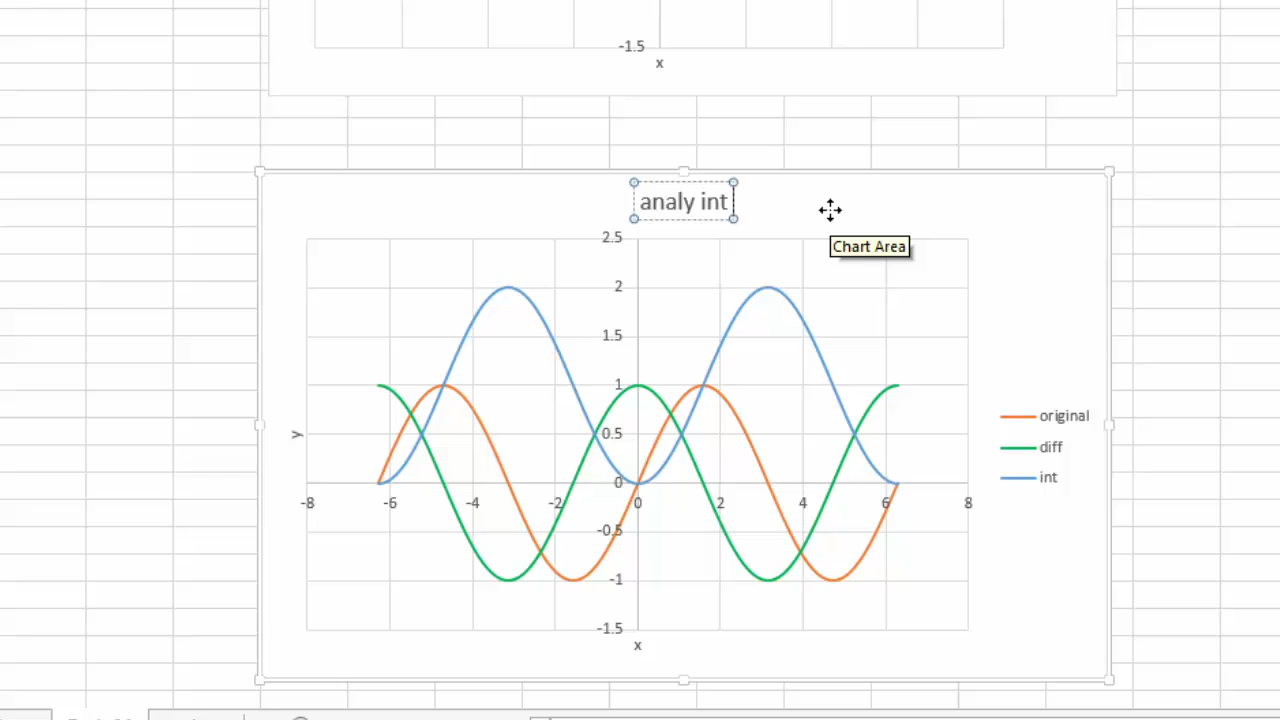 -1.5
x
analy int
Chart Area
2.5
2
1.5
1
0.5
0
-8 -6 -4 -2 0 2 4 6 8
-0.5
-1
-1.5
y
x
original
diff
int